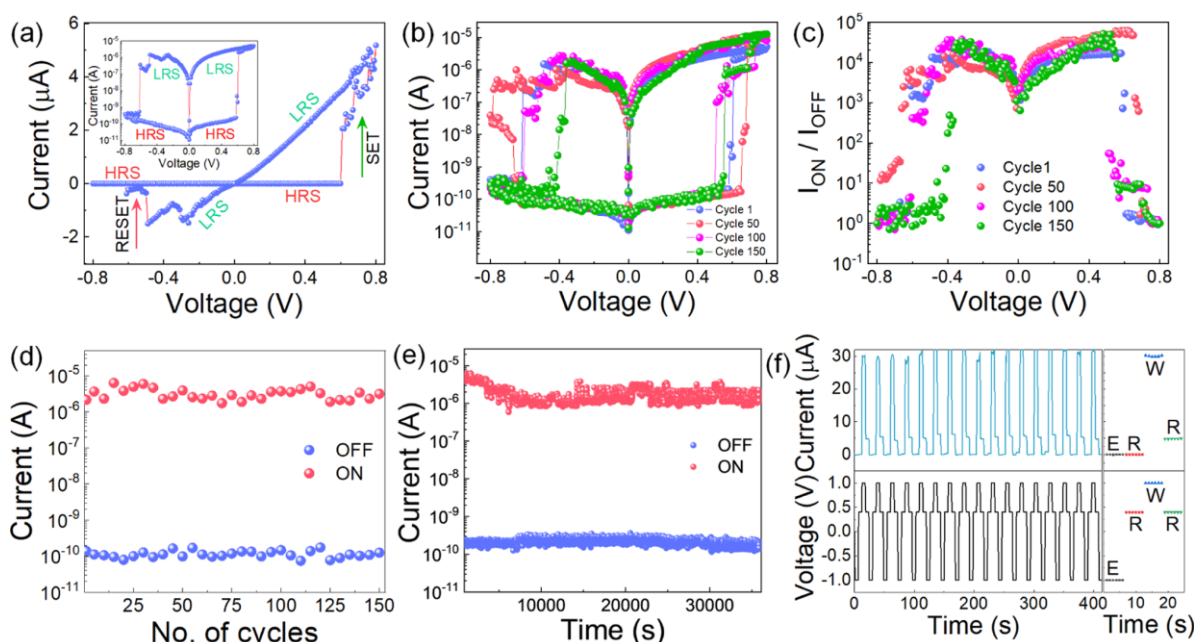 (a)
6
4
2
0
-2
Current (μA)
-0.8 -0.4 0.0 0.4 0.8
Voltage (V)
HRS
LRS
LRS
HRS
RESET
SET
10⁻⁵
10⁻⁶
10⁻⁷
10⁻⁸
10⁻⁹
10⁻¹⁰
10⁻¹¹
Current (A)
LRS
LRS
HRS
HRS
-0.8 -0.4 0.0 0.4 0.8
Voltage (V)
(b)
10⁻⁴
10⁻⁵
10⁻⁶
10⁻⁷
10⁻⁸
10⁻⁹
10⁻¹⁰
10⁻¹¹
Current (A)
Cycle 1
Cycle 50
Cycle 100
Cycle 150
-0.8 -0.4 0.0 0.4 0.8
Voltage (V)
(c)
10⁵
10⁴
10³
10²
10¹
10⁰
10⁻¹
I_ON / I_OFF
Cycle1
Cycle 50
Cycle 100
Cycle 150
-0.8 -0.4 0.0 0.4 0.8
Voltage (V)
(d)
10⁻⁵
10⁻⁶
10⁻⁷
10⁻⁸
10⁻⁹
10⁻¹⁰
10⁻¹¹
Current (A)
OFF
ON
25 50 75 100 125 150
No. of cycles
(e)
10⁻⁵
10⁻⁶
10⁻⁷
10⁻⁸
10⁻⁹
10⁻¹⁰
10⁻¹¹
Current (A)
OFF
ON
10000 20000 30000
Time (s)
(f)
30
20
10
0
Current (μA)
W
R
E R
1.0
0.5
0.0
-0.5
-1.0
Voltage (V)
W
R R
E
0 100 200 300 400
10 20
Time (s) Time (s)